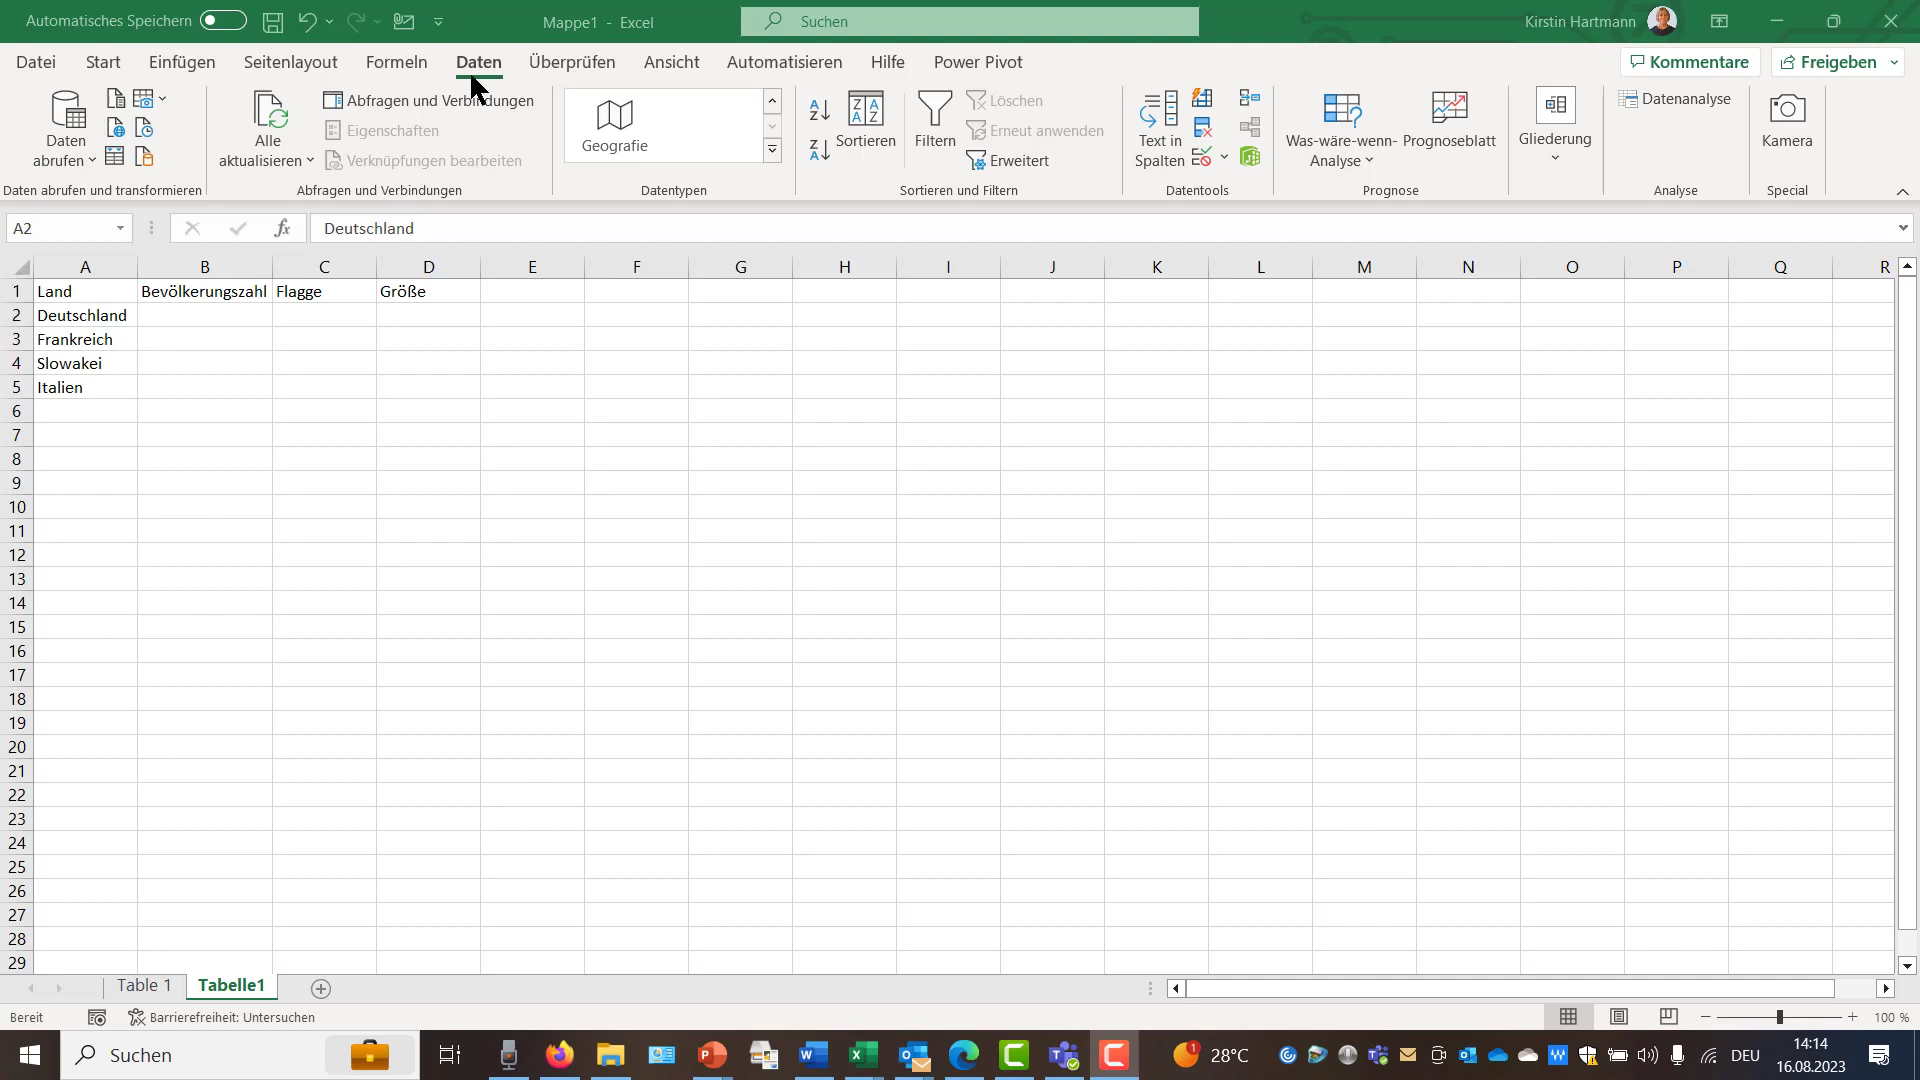 Automatisches Speichern
Mappe1 - Excel
Suchen
Kirstin Hartmann
Datei Start Einfügen Seitenlayout Formeln Daten Überprüfen Ansicht Automatisieren Hilfe Power Pivot
Kommentare Freigeben
Daten abrufen
Daten abrufen und transformieren
Alle aktualisieren
Abfragen und Verbindungen
Eigenschaften
Verknüpfungen bearbeiten
Abfragen und Verbindungen
Geografie
Datentypen
Sortieren
Filtern
Löschen
Erneut anwenden
Erweitert
Sortieren und Filtern
Text in Spalten
Datentools
Was-wäre-wenn-
Analyse
Prognoseblatt
Prognose
Gliederung
Datenanalyse
Analyse
Kamera
Special
A2 fx Deutschland
A B C D E F G H I J K L M N O P Q R
1 Land Bevölkerungszahl Flagge Größe
2 Deutschland
3 Frankreich
4 Slowakei
5 Italien
6
7
8
9
10
11
12
13
14
15
16
17
18
19
20
21
22
23
24
25
26
27
28
29
Table 1 Tabelle1
Bereit Barrierefreiheit: Untersuchen 100 %
Suchen 28°C DEU 14:14
16.08.2023